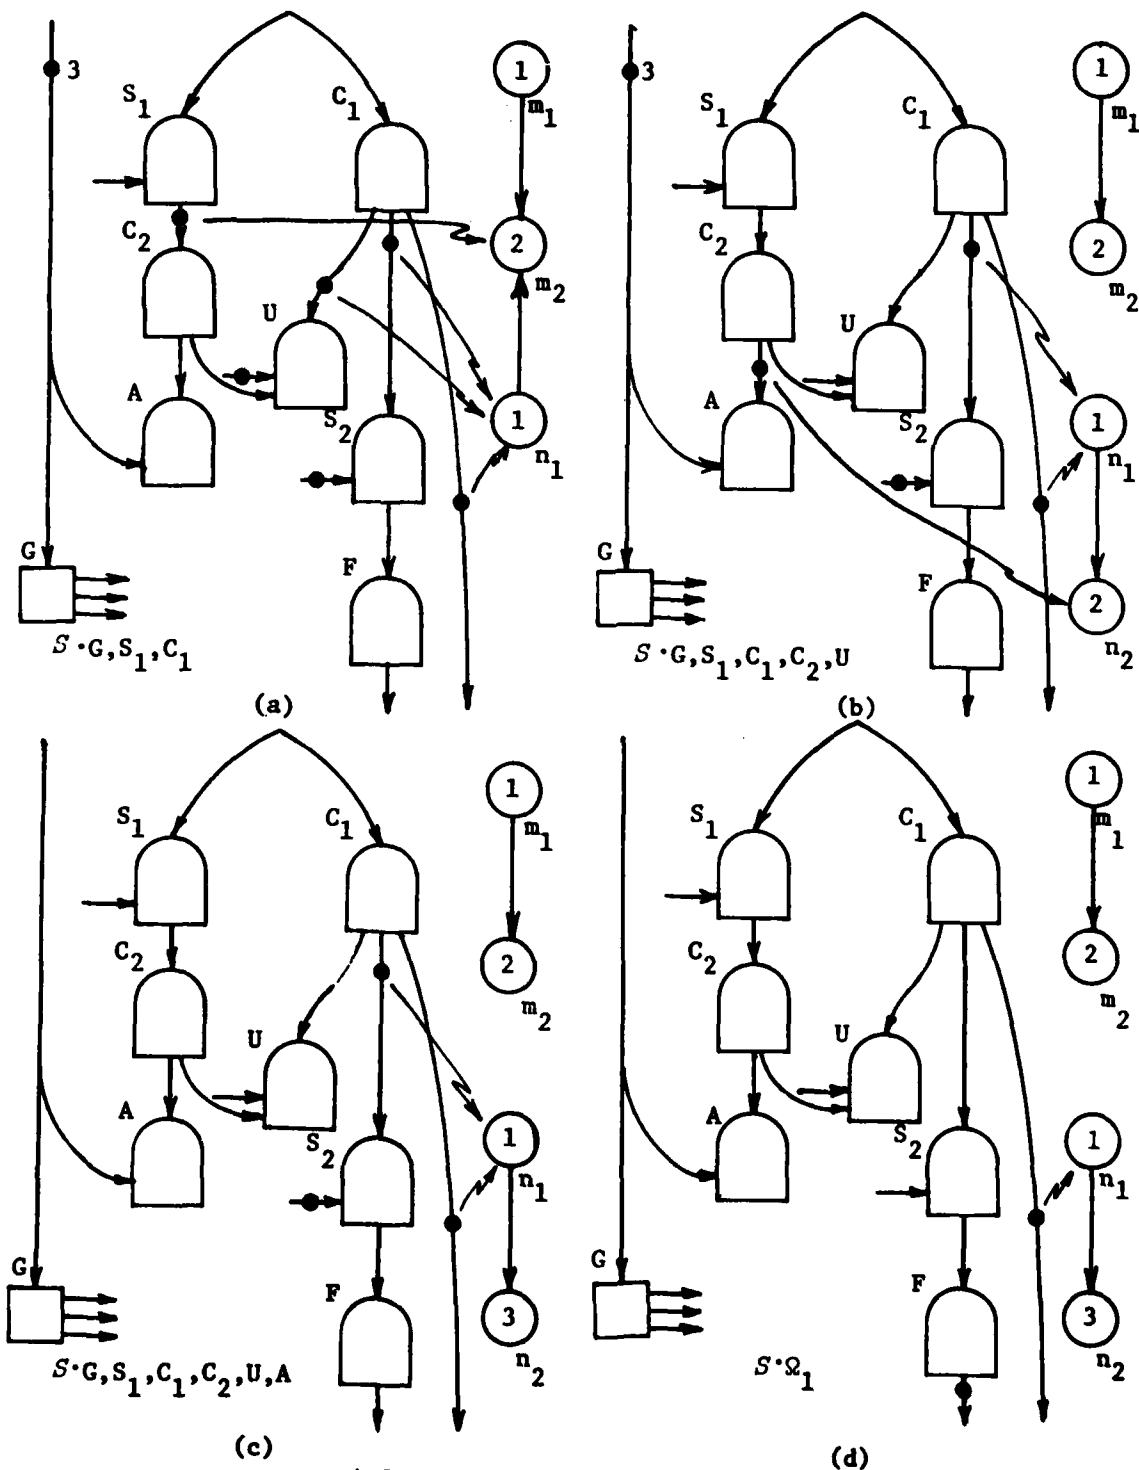 3
S1
C1
1
m1
C2
2
m2
U
A
S2
1
n1
G
F
S·G,S1,C1
(a)
3
S1
C1
1
m1
C2
2
m2
U
A
S2
1
n1
G
F
2
n2
S·G,S1,C1,C2,U
(b)
S1
C1
1
m1
C2
2
m2
U
A
S2
1
n1
G
F
3
n2
S·G,S1,C1,C2,U,A
(c)
S1
C1
1
m1
C2
2
m2
U
A
S2
1
n1
G
F
3
n2
S·Ω1
(d)